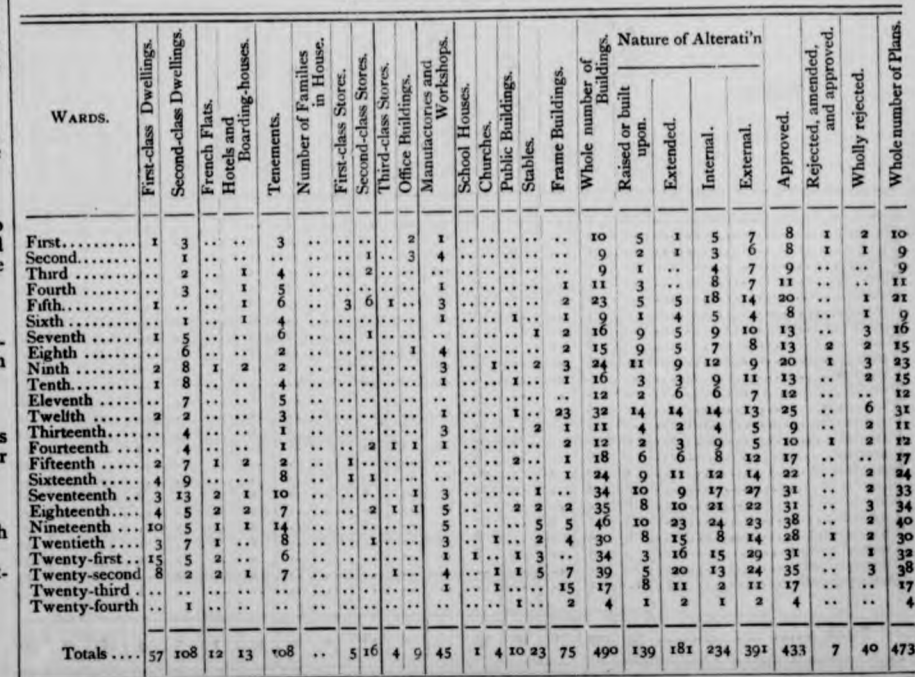 WARDS. First-class Dwellings. Second-class Dwellings. French Flats. Hotels and Boarding-houses. Tenements. Number of Families in House. First-class Stores. Second-class Stores. Third-class Stores. Office Buildings. Manufactories and Workshops. School Houses. Churches. Public Buildings. Stables. Frame Buildings. Whole number of Buildings. Nature of Alterati'n Raised or built upon. Extended. Internal. External. Approved. Rejected, amended, and approved. Wholly rejected. Whole number of Plans.
First.......... 1 3 .. .. 3 .. .. .. .. 2 1 .. .. .. .. .. 10 5 1 5 7 8 1 2 10
Second........ .. 1 .. .. .. .. .. 1 .. 3 4 .. .. .. .. .. 9 2 1 3 6 8 1 1 9
Third ........ .. 2 .. 1 4 .. .. 2 .. .. .. .. .. .. .. .. 9 1 .. 4 7 9 .. .. 9
Fourth ....... .. 3 .. 1 5 .. .. .. .. .. 1 .. .. .. .. 1 11 3 .. 8 7 11 .. .. 11
Fifth......... 1 .. .. 1 6 .. 3 6 1 .. 3 .. .. .. .. 2 23 5 5 18 14 20 .. 1 21
Sixth ........ .. 1 .. 1 4 .. .. .. .. .. 1 .. .. 1 .. 1 9 1 4 5 4 8 .. 1 9
Seventh ...... 1 5 .. .. 6 .. .. 1 .. .. .. .. .. .. 1 2 16 9 5 9 10 13 .. 3 16
Eighth ....... .. 6 .. .. 2 .. .. .. .. 1 4 .. .. .. .. 2 15 9 5 7 8 13 2 2 15
Ninth ........ 2 8 1 2 2 .. .. .. .. .. 3 .. 1 .. 2 3 24 11 9 12 9 20 1 3 23
Tenth......... 1 8 .. .. 4 .. .. .. .. .. 1 .. .. 1 .. 1 16 3 3 9 11 13 .. 2 15
Eleventh ..... .. 7 .. .. 5 .. .. .. .. .. .. .. .. .. .. .. 12 2 6 6 7 12 .. .. 12
Twelfth ...... 2 2 .. .. 3 .. .. .. .. .. 1 .. .. 1 .. 23 32 14 14 14 13 25 .. 6 31
Thirteenth.... .. 4 .. .. 1 .. .. .. .. .. 3 .. .. .. 2 1 11 4 2 4 5 9 .. 2 11
Fourteenth .... .. 4 .. .. 1 .. .. 2 1 1 1 .. .. .. .. 2 12 2 3 9 5 10 1 2 12
Fifteenth ..... 2 7 1 2 2 .. 1 .. .. .. .. .. .. 2 .. 1 18 6 6 8 12 17 .. .. 17
Sixteenth ..... 4 9 .. .. 8 .. 1 1 .. .. .. .. .. .. .. 1 24 9 11 12 14 22 .. 2 24
Seventeenth .. 3 13 2 1 10 .. .. .. .. 1 3 .. .. .. 1 .. 34 10 9 17 27 31 .. 2 33
Eighteenth.... 4 5 2 2 7 .. .. 2 1 1 5 .. .. 2 2 2 35 8 10 21 22 31 .. 3 34
Nineteenth ... 10 5 1 1 14 .. .. .. .. .. 5 .. .. .. 5 5 46 10 23 24 23 38 .. 2 40
Twentieth .... 3 7 1 .. 8 .. .. 1 .. .. 3 .. 1 .. 2 4 30 8 15 8 14 28 1 2 30
Twenty-first .. 15 5 2 .. 6 .. .. .. .. .. 1 1 .. 1 3 .. 34 3 16 15 29 31 .. 1 32
Twenty-second 8 2 2 1 7 .. .. .. 1 .. 4 .. 1 1 5 7 39 5 20 13 24 35 .. 3 38
Twenty-third . .. .. .. .. .. .. .. .. .. .. 1 .. 1 .. .. 15 17 8 11 2 11 17 .. .. 17
Twenty-fourth .. 1 .. .. .. .. .. .. .. .. .. .. .. 1 .. 2 4 1 2 1 2 4 .. .. 4
Totals .... 57 108 12 13 108 .. 5 16 4 9 45 1 4 10 23 75 490 139 181 234 391 433 7 40 473